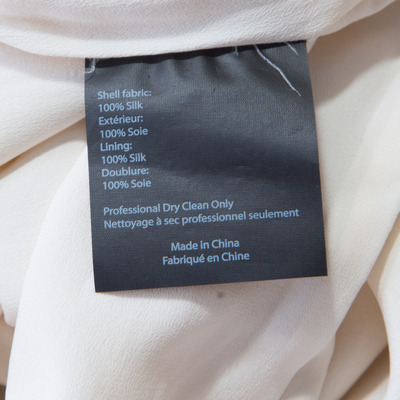 Shell fabric:
100% Silk
Extérieur:
100% Soie
Lining:
100% Silk
Doublure:
100% Soie
Professional Dry Clean Only
Nettoyage à sec professionnel seulement
Made in China
Fabriqué en Chine